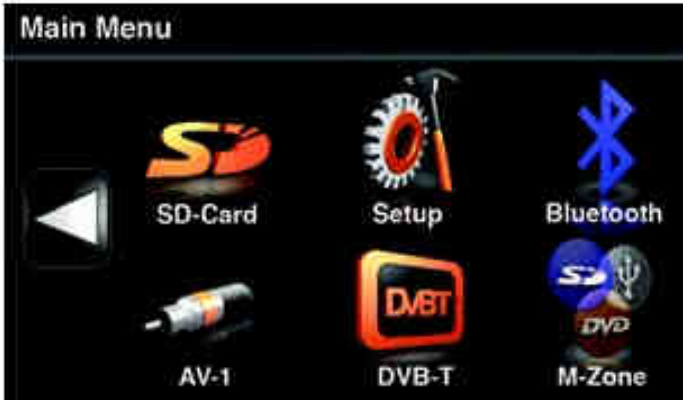 Main Menu
SD
SD-Card
Setup
Bluetooth
AV-1
DVBT
DVB-T
SD
DVD
M-Zone